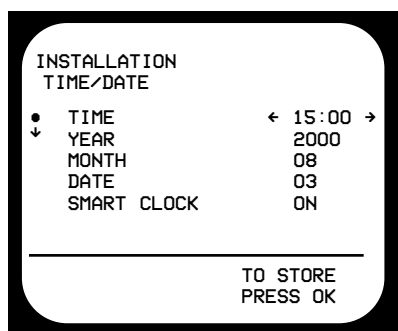 INSTALLATION
TIME/DATE
● TIME ← 15:00 →
↓ YEAR 2000
MONTH 08
DATE 03
SMART CLOCK ON
TO STORE
PRESS OK